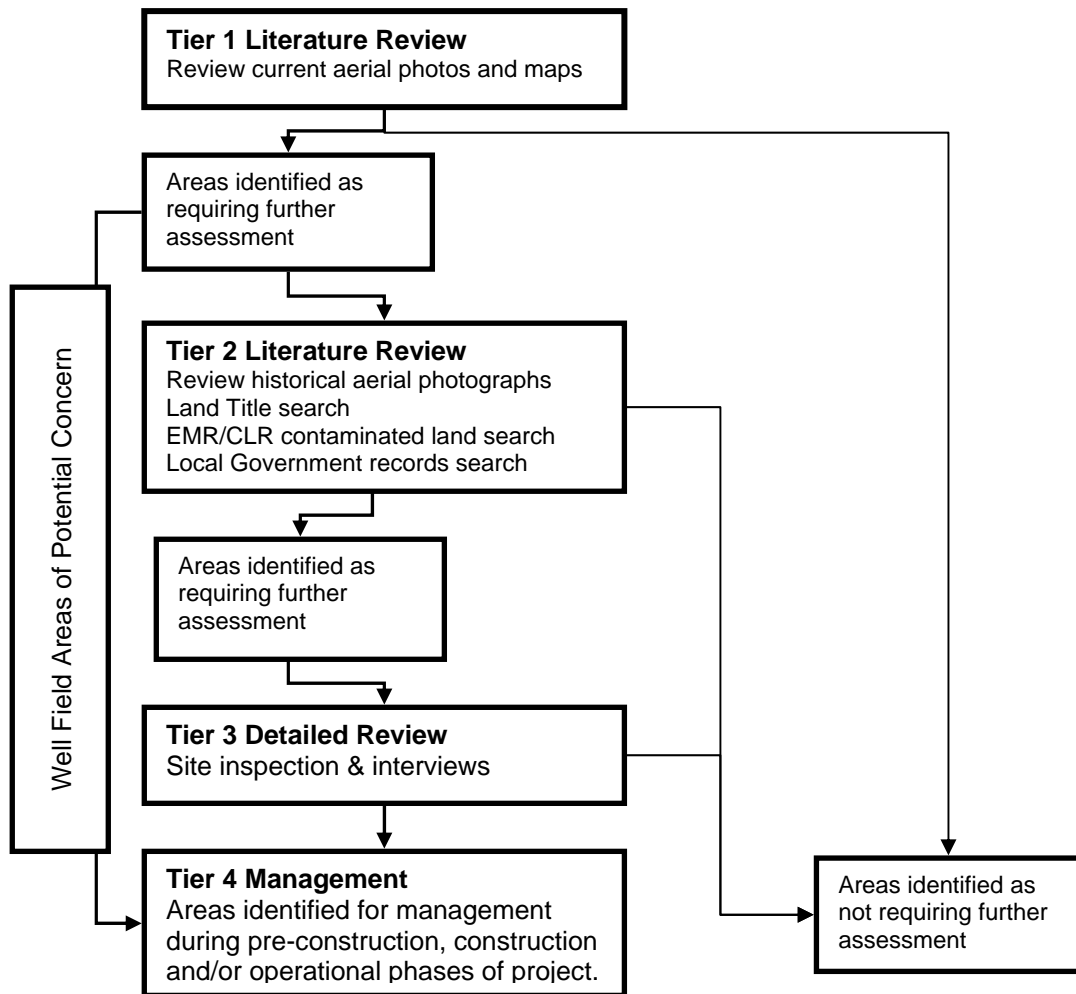 Tier 1 Literature Review
Review current aerial photos and maps
Areas identified as
requiring further
assessment
Well Field Areas of Potential Concern
Tier 2 Literature Review
Review historical aerial photographs
Land Title search
EMR/CLR contaminated land search
Local Government records search
Areas identified as
requiring further
assessment
Tier 3 Detailed Review
Site inspection & interviews
Tier 4 Management
Areas identified for management
during pre-construction, construction
and/or operational phases of project.
Areas identified as
not requiring further
assessment